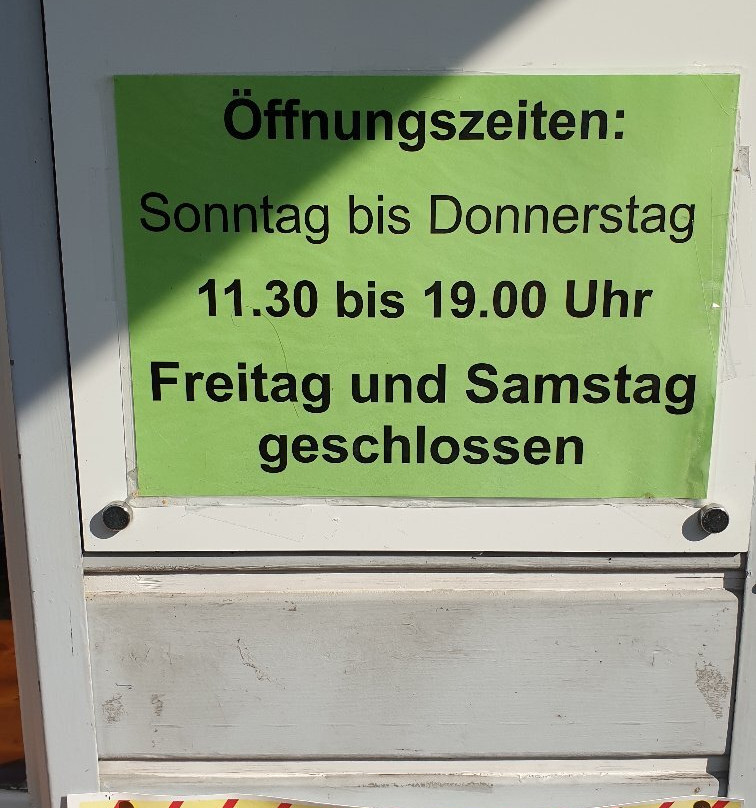 Öffnungszeiten:
Sonntag bis Donnerstag
11.30 bis 19.00 Uhr
Freitag und Samstag
geschlossen